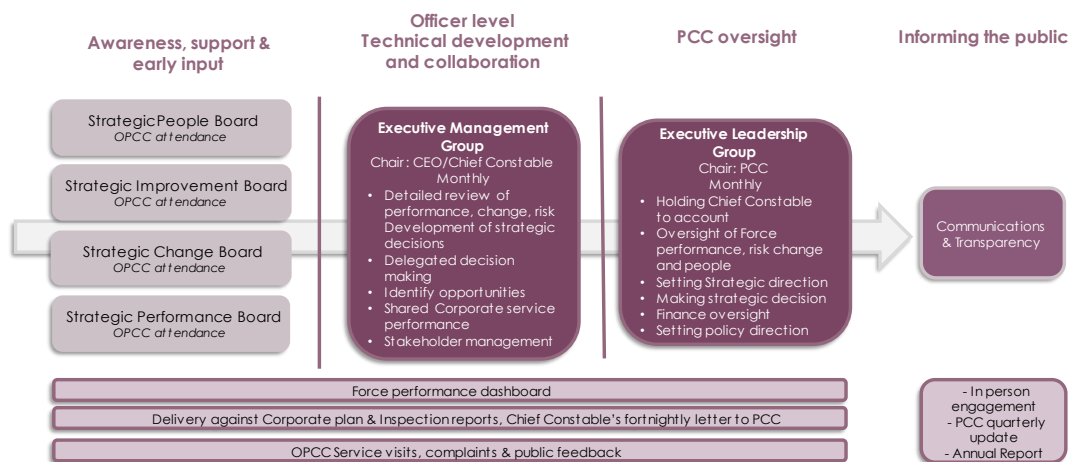 Awareness, support &
early input
Officer level
Technical development
and collaboration
PCC oversight
Informing the public
StrategicPeople Board
OPCC attendance
Strategic Improvement Board
OPCC attendance
Strategic Change Board
OPCC attendance
Strategic Performance Board
OPCC attendance
Executive Management
Group
Chair: CEO/Chief Constable
Monthly
• Detailed review of
performance, change, risk
Development of strategic
decisions
• Delegated decision
making
• Identify opportunities
• Shared Corporate service
performance
• Stakeholder management
Executive Leadership
Group
Chair: PCC
Monthly
• Holding Chief Constable
to account
• Oversight of Force
performance, risk change
and people
• Setting Strategic direction
• Making strategic decision
• Finance oversight
• Setting policy direction
Communications
& Transparency
Force performance dashboard
Delivery against Corporate plan & Inspection reports, Chief Constable's fortnightly letter to PCC
OPCC Service visits, complaints & public feedback
- In person
engagement
- PCC quarterly
update
- Annual Report